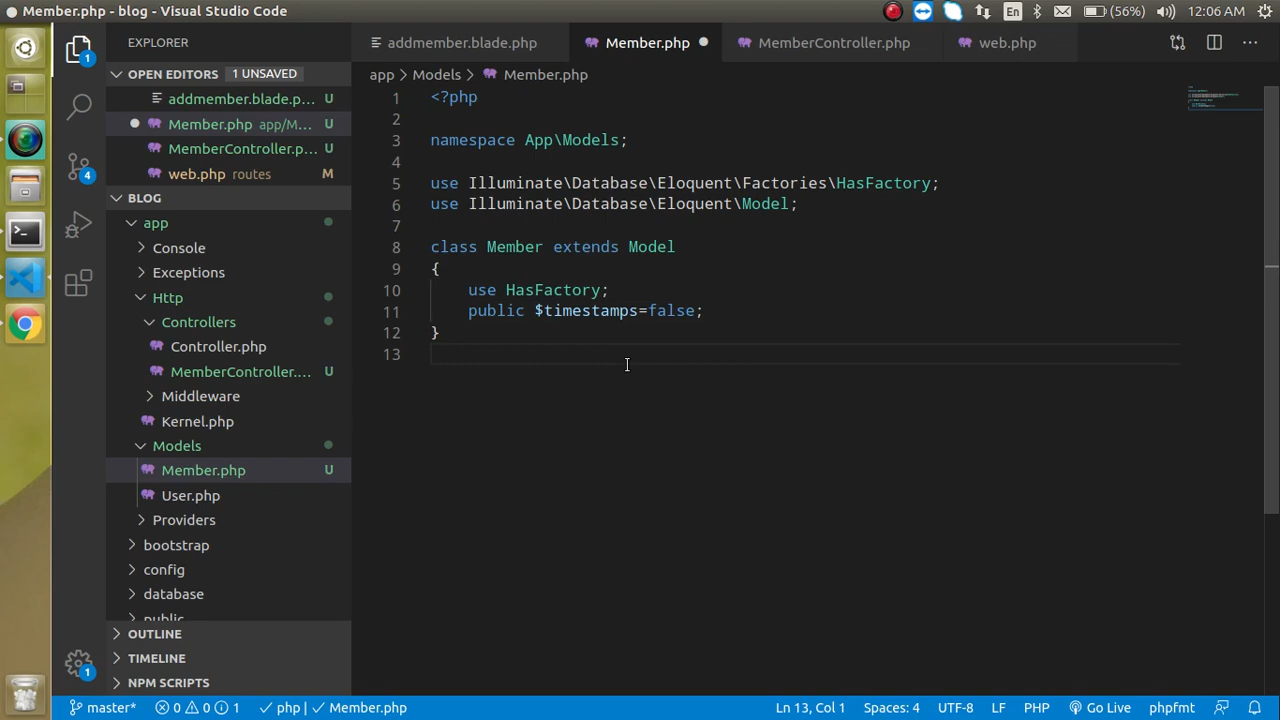 Member.php - blog - Visual Studio Code
En
(56%)
12:06 AM
EXPLORER
addmember.blade.php
Member.php
MemberController.php
web.php
OPEN EDITORS 1 UNSAVED
app > Models > Member.php
addmember.blade.p... U
Member.php app/M... U
MemberController.p... U
web.php routes M
BLOG
app
Console
Exceptions
Http
Controllers
Controller.php
MemberController.... U
Middleware
Kernel.php
Models
Member.php U
User.php
Providers
bootstrap
config
database
public
OUTLINE
TIMELINE
NPM SCRIPTS
1
4
1
1 <?php
2
3 namespace App\Models;
4
5 use Illuminate\Database\Eloquent\Factories\HasFactory;
6 use Illuminate\Database\Eloquent\Model;
7
8 class Member extends Model
9 {
10 use HasFactory;
11 public $timestamps=false;
12 }
13
master* 0 0 1 php | Member.php Ln 13, Col 1 Spaces: 4 UTF-8 LF PHP Go Live phpfmt